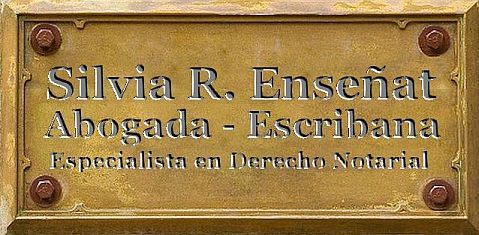 Silvia R. Enseñat
Abogada - Escribana
Especialista en Derecho Notarial